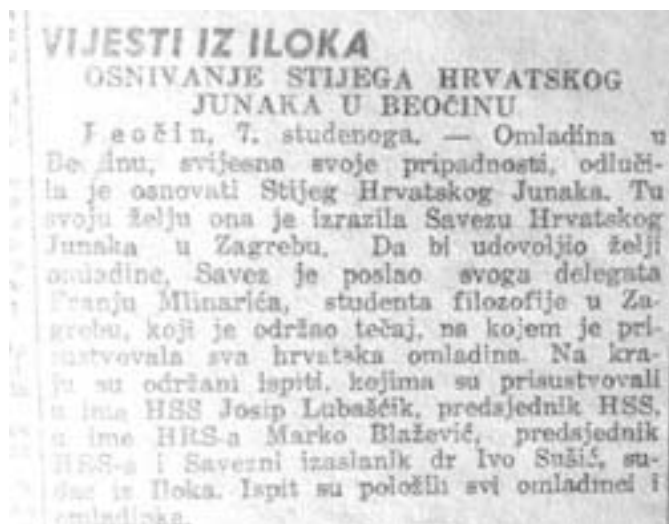 VIJESTI IZ ILOKA
OSNIVANJE STIJEGA HRVATSKOG
JUNAKA U BEOČINU
Beočin, 7. studenoga. — Omladina u
Beočinu, svijesna svoje pripadnosti, odluči-
la je osnovati Stijeg Hrvatskog Junaka. Tu
svoju želju ona je izrazila Savezu Hrvatskog
Junaka u Zagrebu. Da bi udovoljio želji
omladine, Savez je poslao svoga delegata
Franju Mlinarića, studenta filozofije u Za-
grebu, koji je održao tečaj, na kojem je pri-
sustvovala sva hrvatska omladina. Na kra-
ju su održani ispiti, kojima su prisustvovali
u ime HSS Josip Lubaščik, predsjednik HSS,
u ime HRS-a Marko Blažević, predsjednik
HSS-a i Savezni izaslanik dr Ivo Sušić, su-
dac iz Iloka. Ispit su položili svi omladinci i
omladinke.